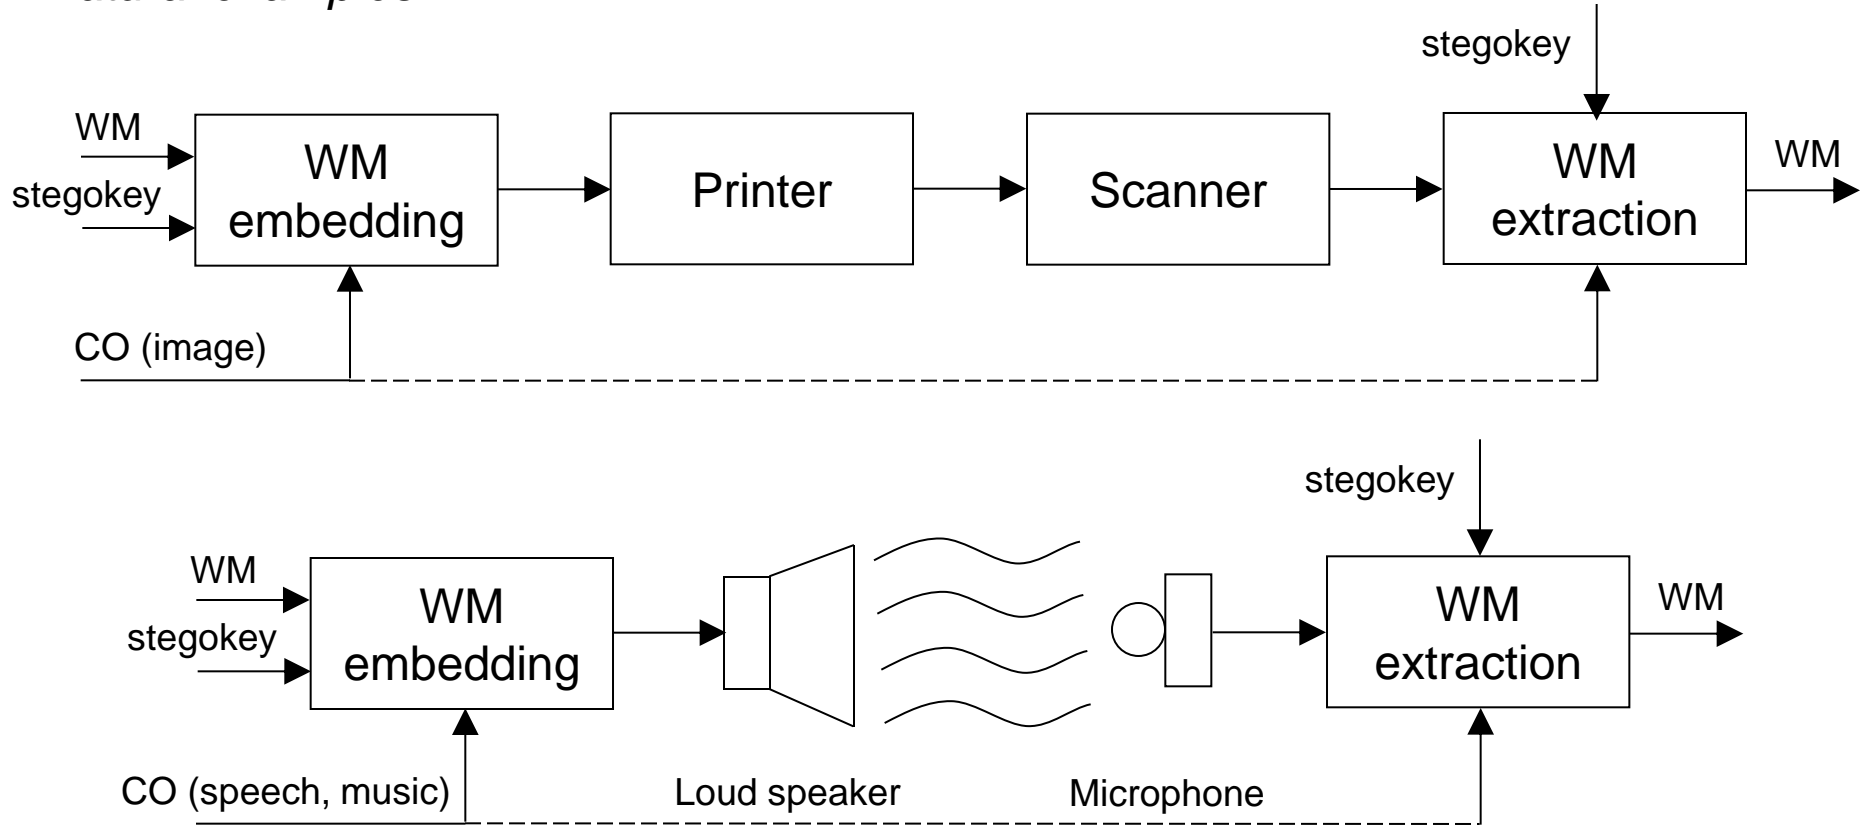 stegokey
WM
stegokey
WM
embedding
Printer
Scanner
WM
extraction
WM
CO (image)
stegokey
WM
stegokey
WM
embedding
WM
extraction
WM
CO (speech, music)
Loud speaker
Microphone